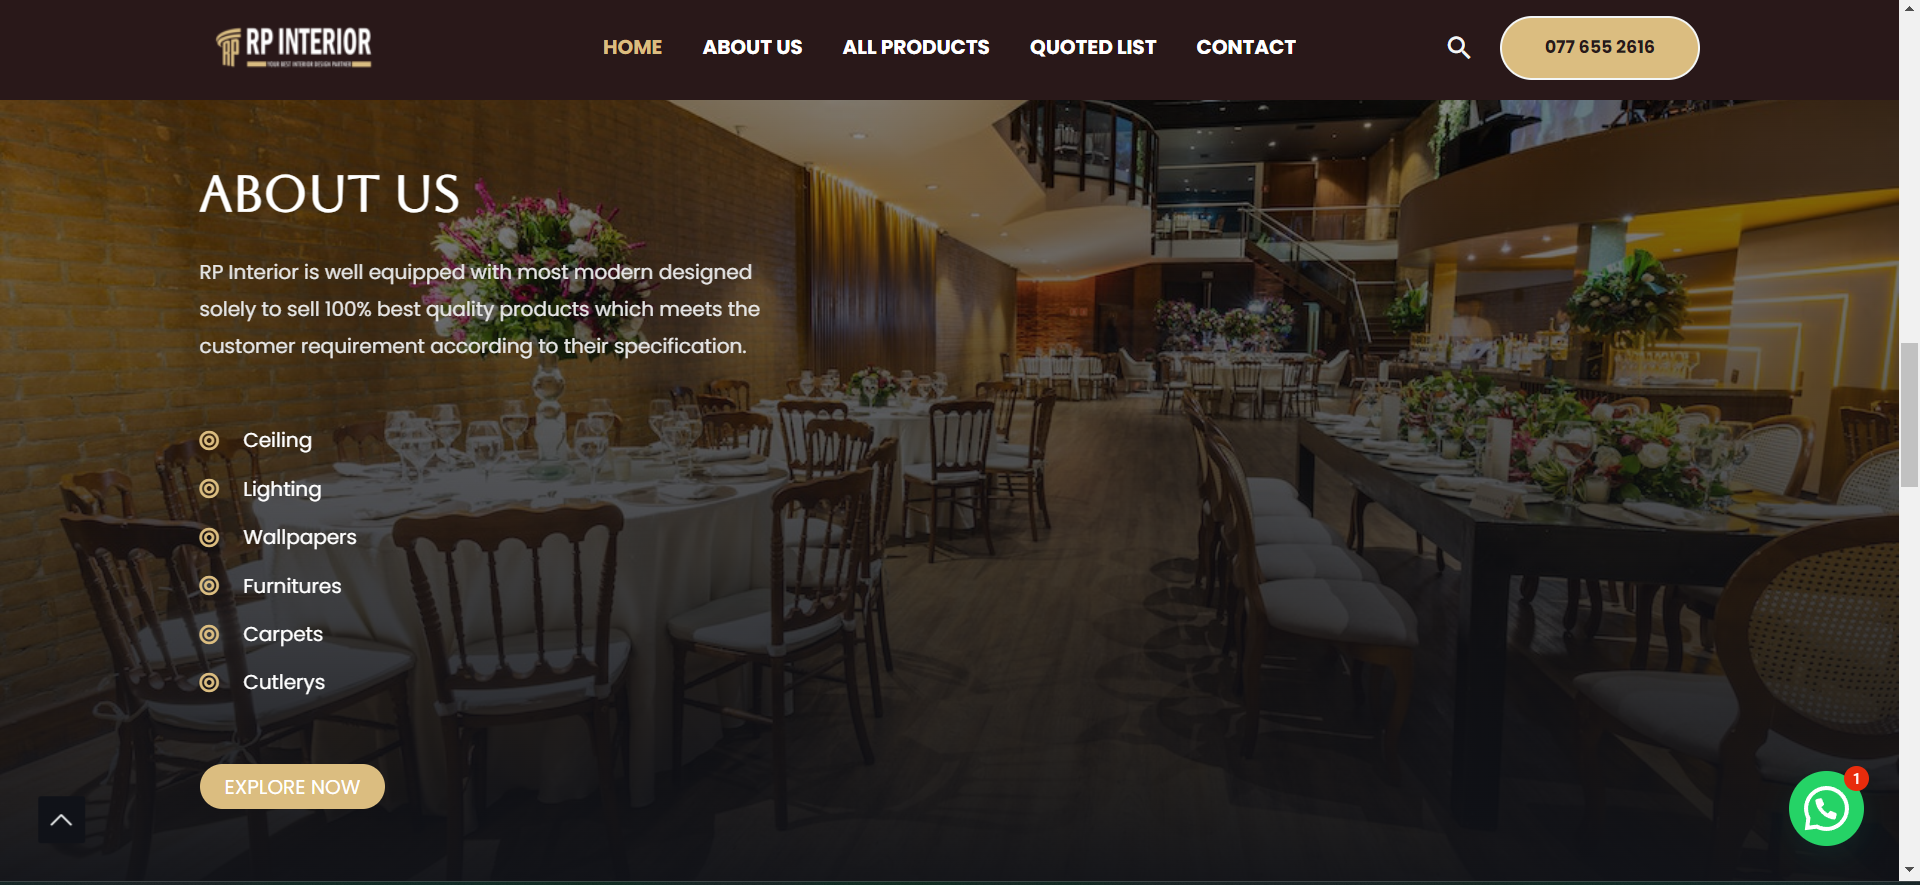 RP INTERIOR
YOUR BEST INTERIOR DESIGN PARTNER
HOME
ABOUT US
ALL PRODUCTS
QUOTED LIST
CONTACT
077 655 2616
ABOUT US
RP Interior is well equipped with most modern designed
solely to sell 100% best quality products which meets the
customer requirement according to their specification.
Ceiling
Lighting
Wallpapers
Furnitures
Carpets
Cutlerys
EXPLORE NOW
1